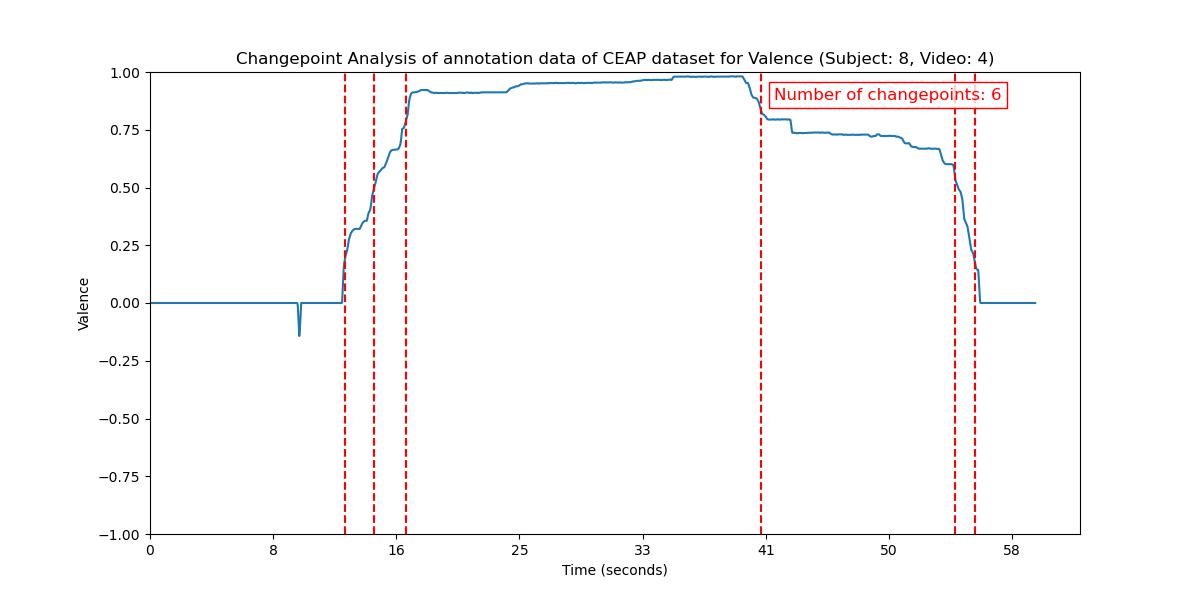 Changepoint Analysis of annotation data of CEAP dataset for Valence (Subject: 8, Video: 4)
Number of changepoints: 6
Valence
1.00
0.75
0.50
0.25
0.00
−0.25
−0.50
−0.75
−1.00
0 8 16 25 33 41 50 58
Time (seconds)